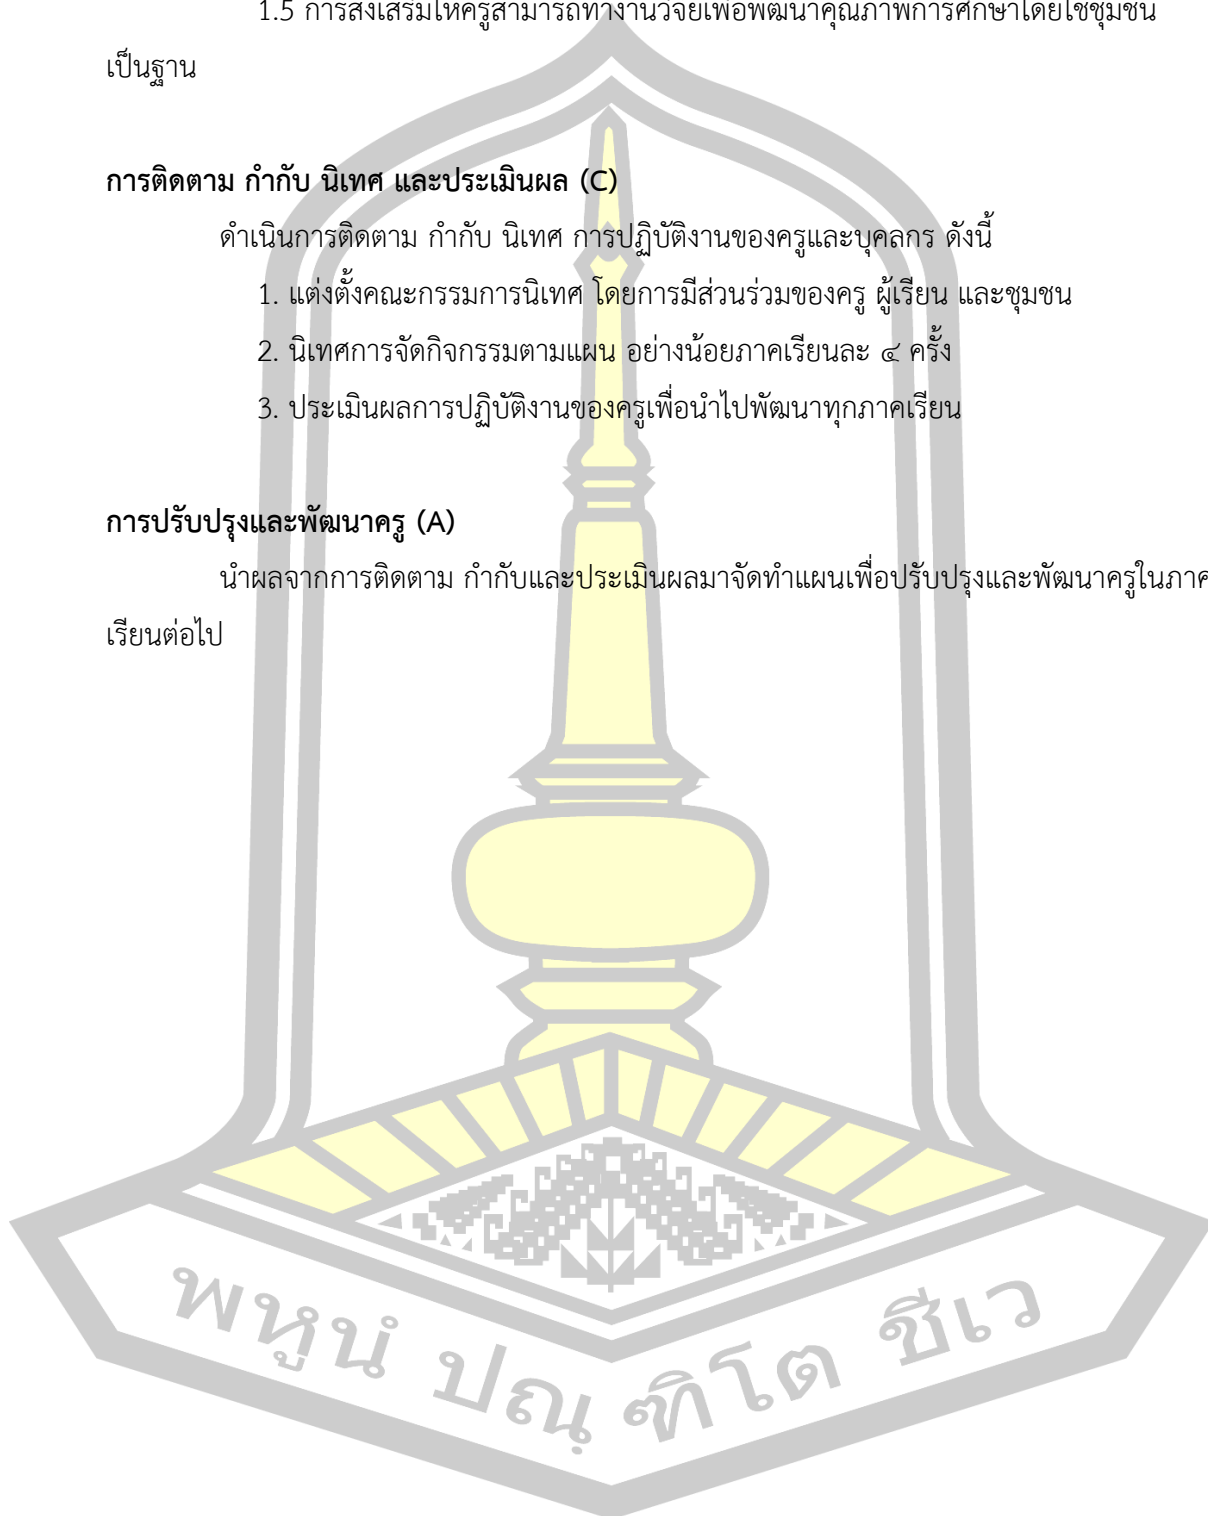 1.5 การส่งเสริมให้ครูสามารถทำงานวิจัยเพื่อพัฒนาคุณภาพการศึกษาโดยใช้ชุมชน
เป็นฐาน
การติดตาม กำกับ นิเทศ และประเมินผล (C)
ดำเนินการติดตาม กำกับ นิเทศ การปฏิบัติงานของครูและบุคลกร ดังนี้
1. แต่งตั้งคณะกรรมการนิเทศ โดยการมีส่วนร่วมของครู ผู้เรียน และชุมชน
2. นิเทศการจัดกิจกรรมตามแผน อย่างน้อยภาคเรียนละ ๔ ครั้ง
3. ประเมินผลการปฏิบัติงานของครูเพื่อนำไปพัฒนาทุกภาคเรียน
การปรับปรุงและพัฒนาครู (A)
นำผลจากการติดตาม กำกับและประเมินผลมาจัดทำแผนเพื่อปรับปรุงและพัฒนาครูในภาค
เรียนต่อไป
พหูนํ ปณฺ ฑิโต ชีเว